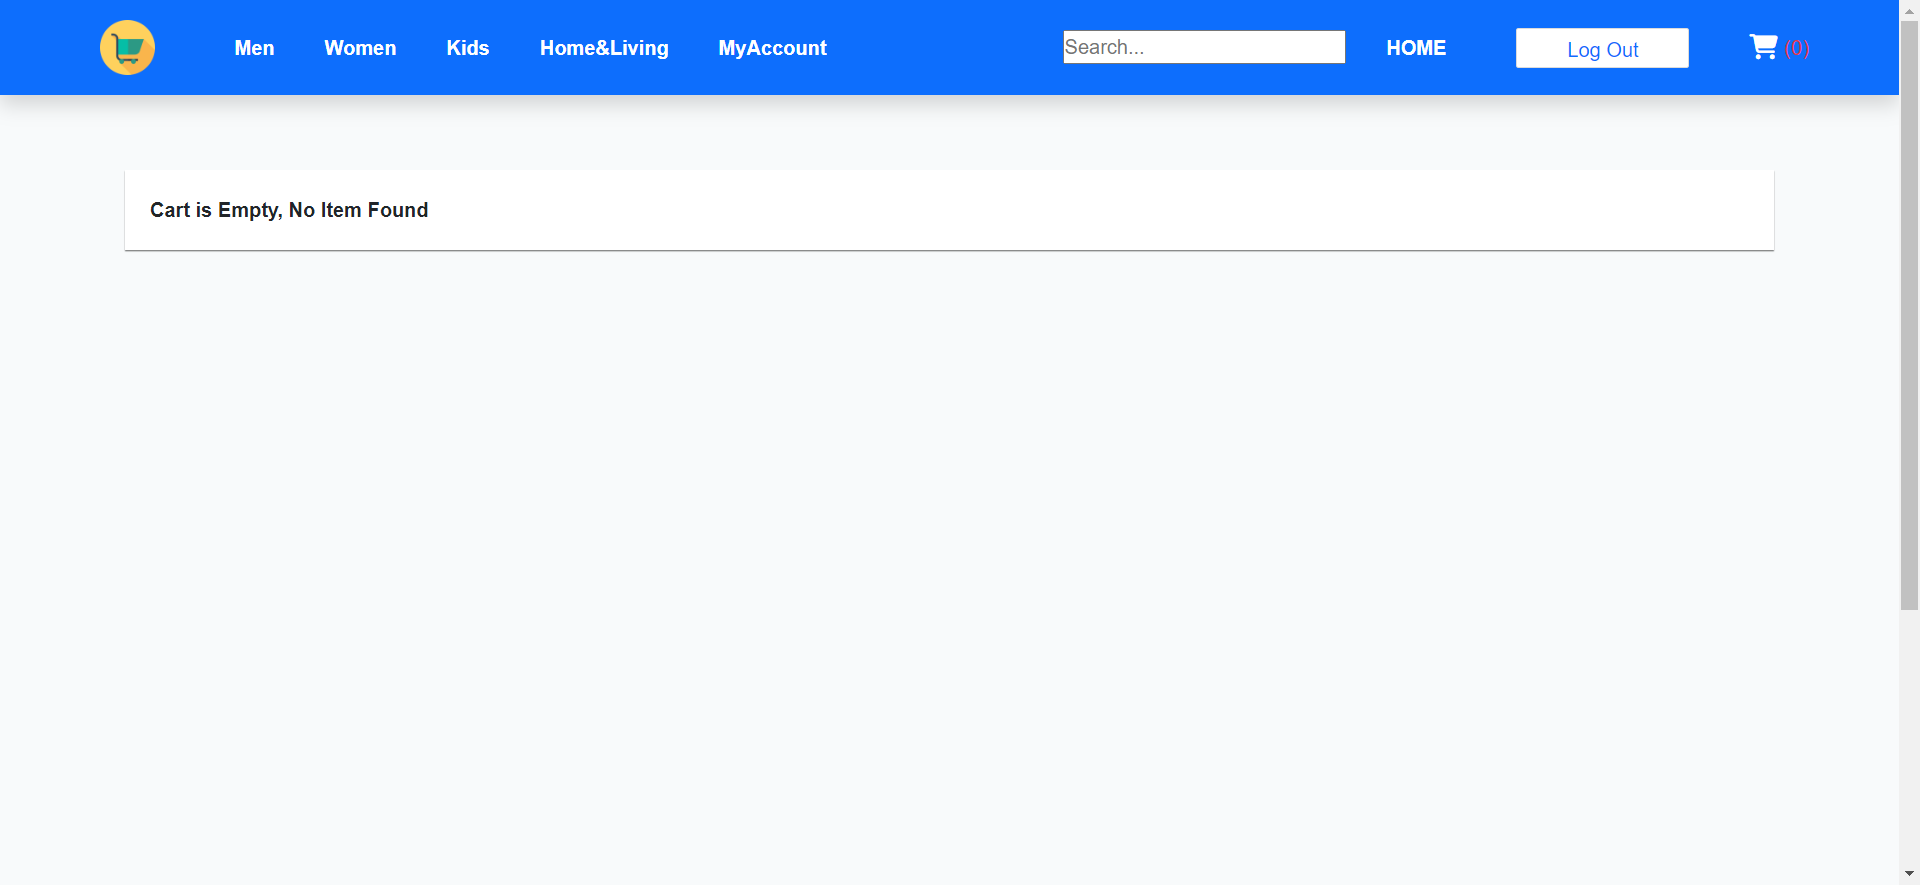 Men Women Kids Home&Living MyAccount Search... HOME Log Out (0)
Cart is Empty, No Item Found